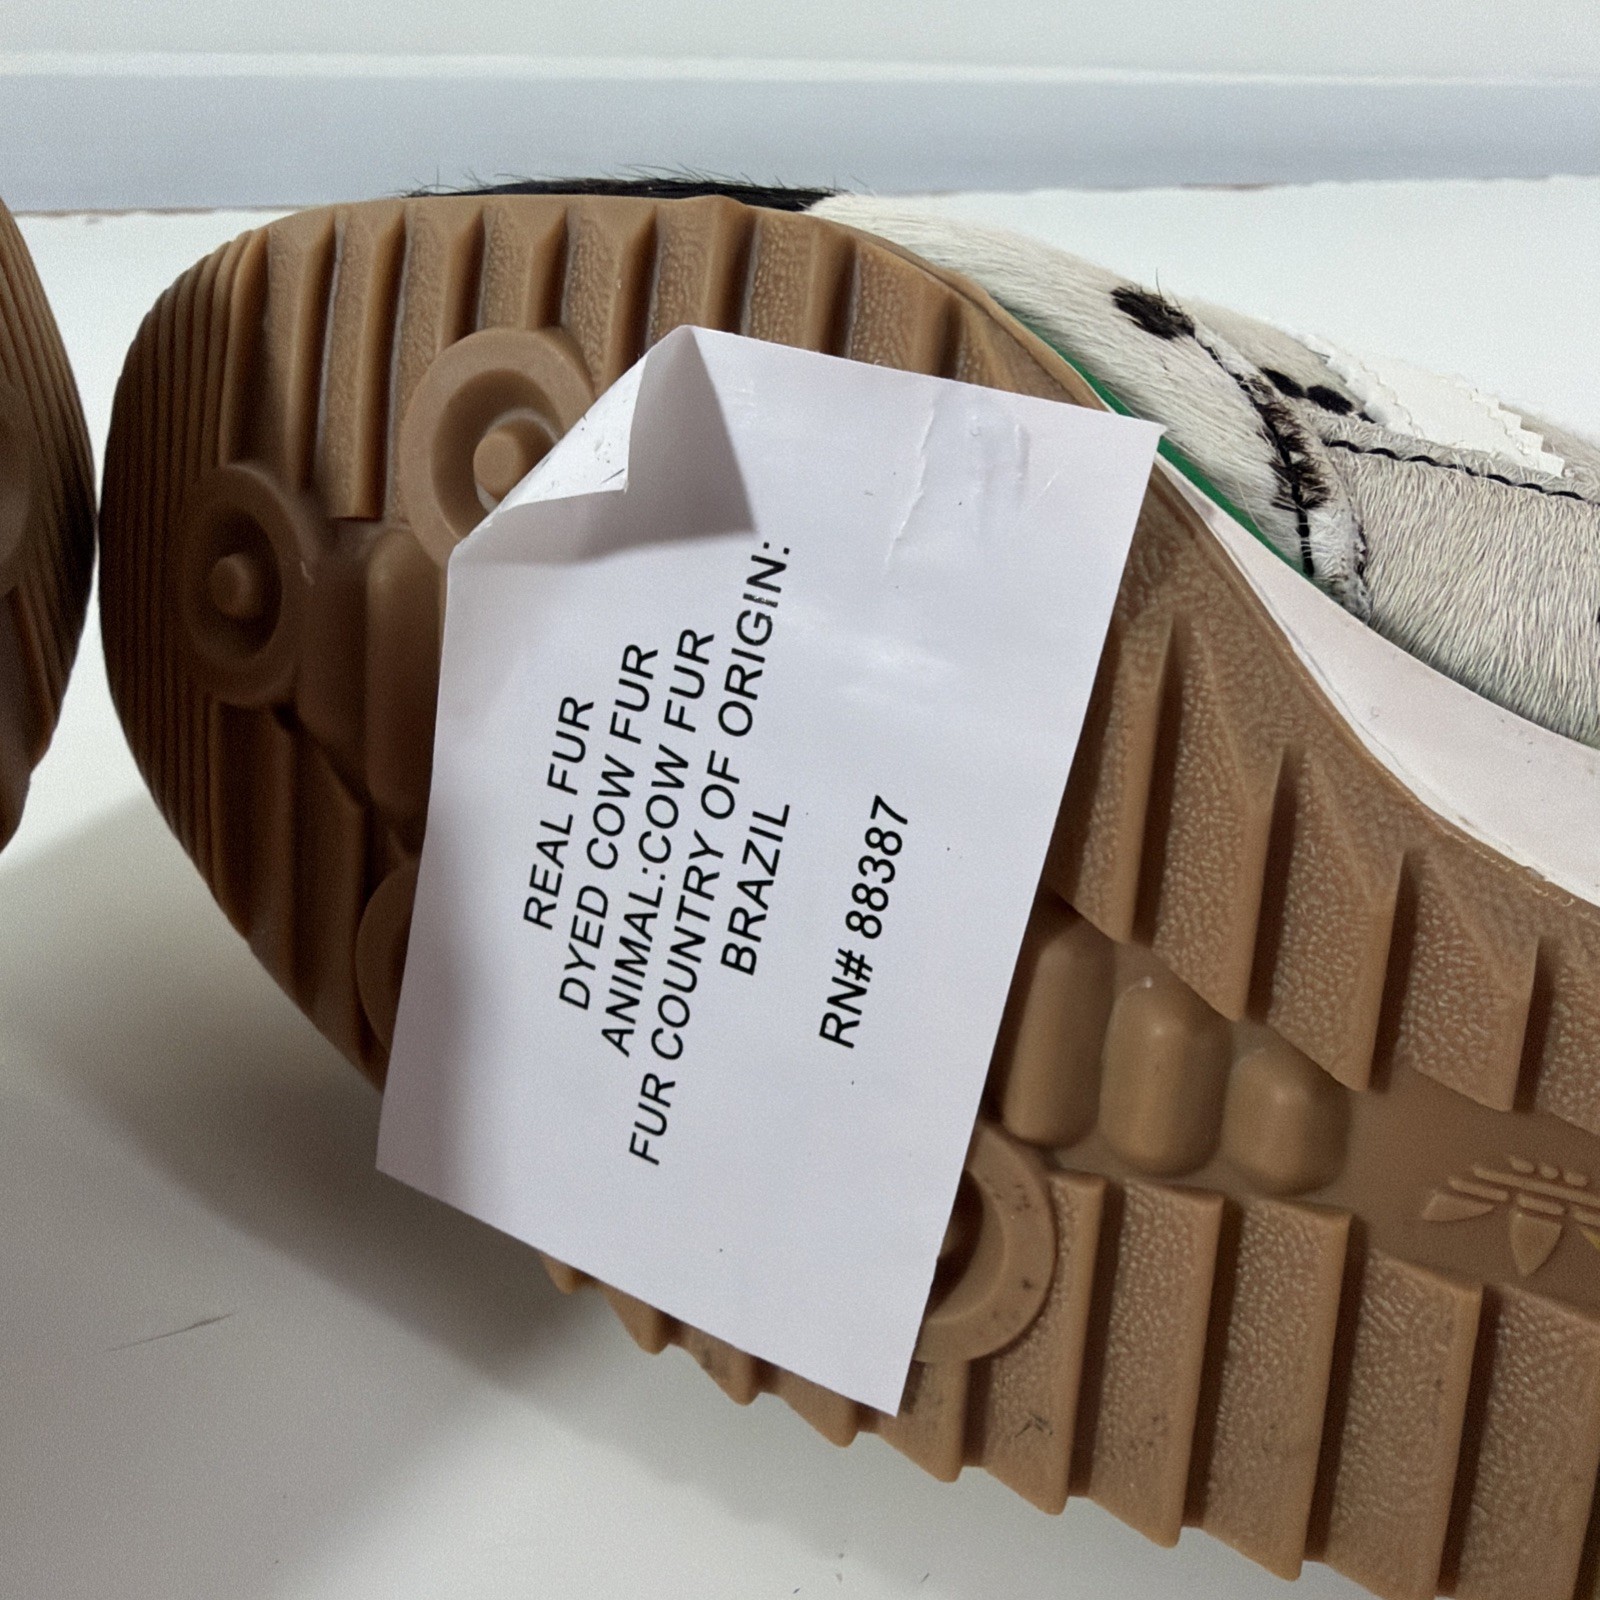 REAL FUR
DYED COW FUR
ANIMAL:COW FUR
FUR COUNTRY OF ORIGIN:
BRAZIL
RN# 88387